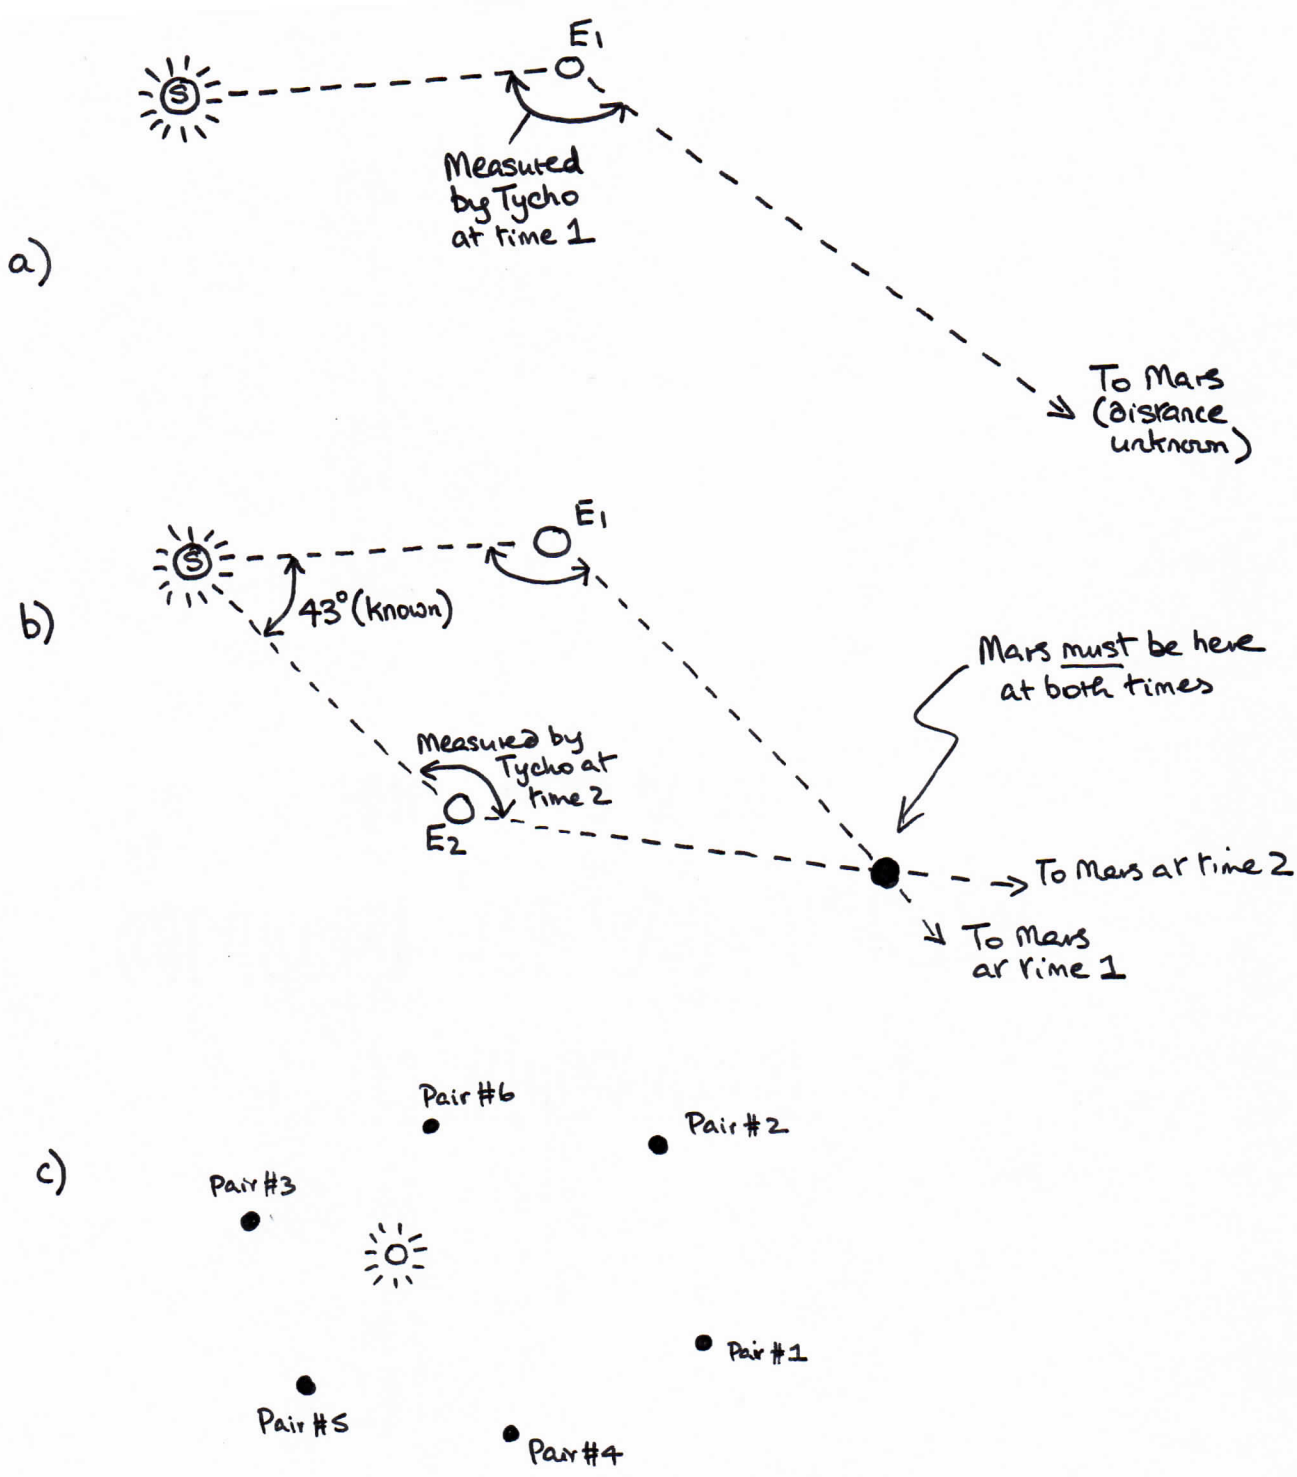 E1
S
Measured
by Tycho
at time 1
a)
To Mars
(distance
unknown)
E1
S
43° (known)
b)
Mars must be here
at both times
Measured by
Tycho at
time 2
E2
To Mars at time 2
To Mars
at time 1
Pair #6
Pair #2
c)
Pair #3
Pair #1
Pair #5
Pair #4